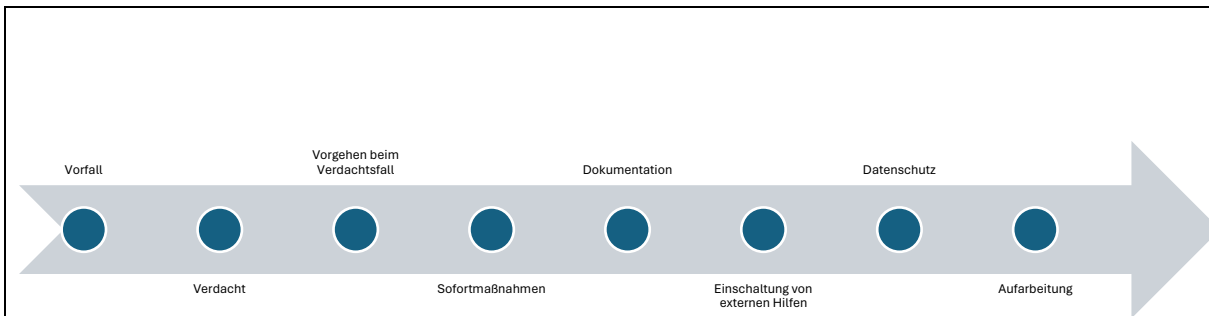 Vorfall
Verdacht
Vorgehen beim
Verdachtsfall
Sofortmaßnahmen
Dokumentation
Einschaltung von
externen Hilfen
Datenschutz
Aufarbeitung